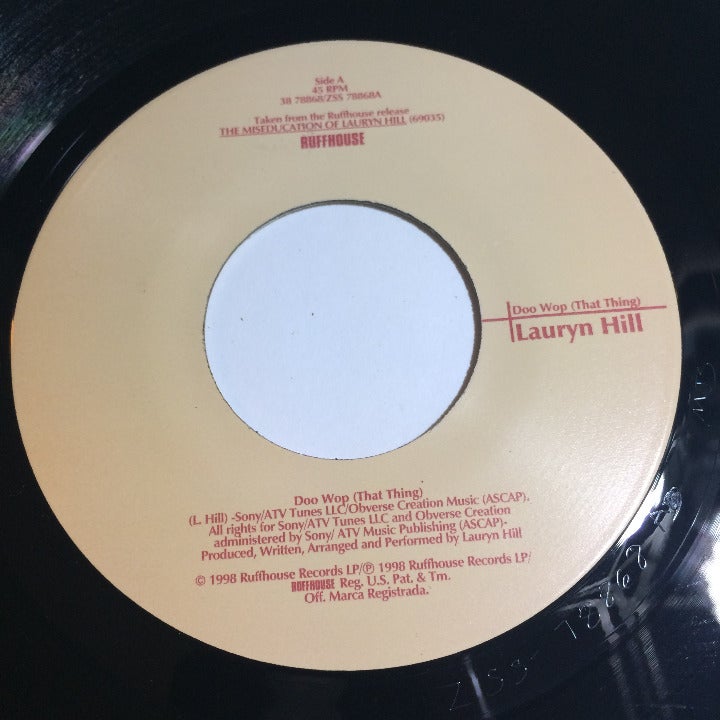 Side A
45 RPM
38 78868/ZSS 78868A
Taken from the Ruffhouse release
THE MISEDUCATION OF LAURYN HILL (69035)
RUFFHOUSE
Doo Wop (That Thing)
Lauryn Hill
Doo Wop (That Thing)
(L. Hill) -Sony/ATV Tunes LLC/Obverse Creation Music (ASCAP).
All rights for Sony/ATV Tunes LLC and Obverse Creation
administered by Sony/ ATV Music Publishing (ASCAP)-
Produced, Written, Arranged and Performed by Lauryn Hill
© 1998 Ruffhouse Records LP/℗ 1998 Ruffhouse Records LP/
RUFFHOUSE Reg. U.S. Pat. & Tm.
Off. Marca Registrada.
ZSS-78868